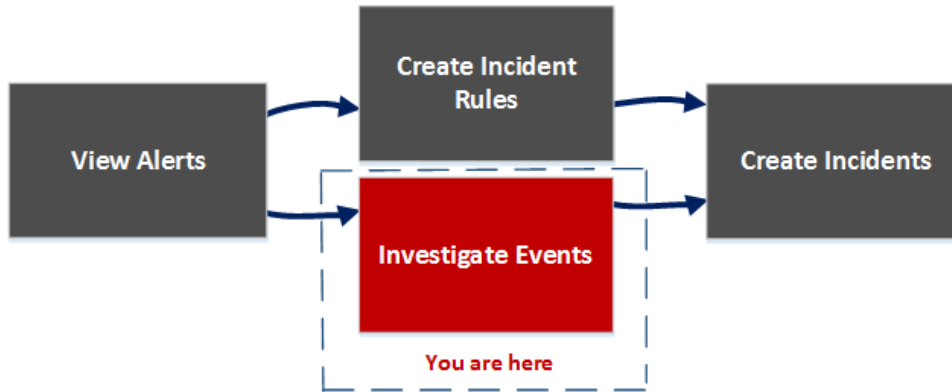 View Alerts
Create Incident
Rules
Investigate Events
You are here
Create Incidents